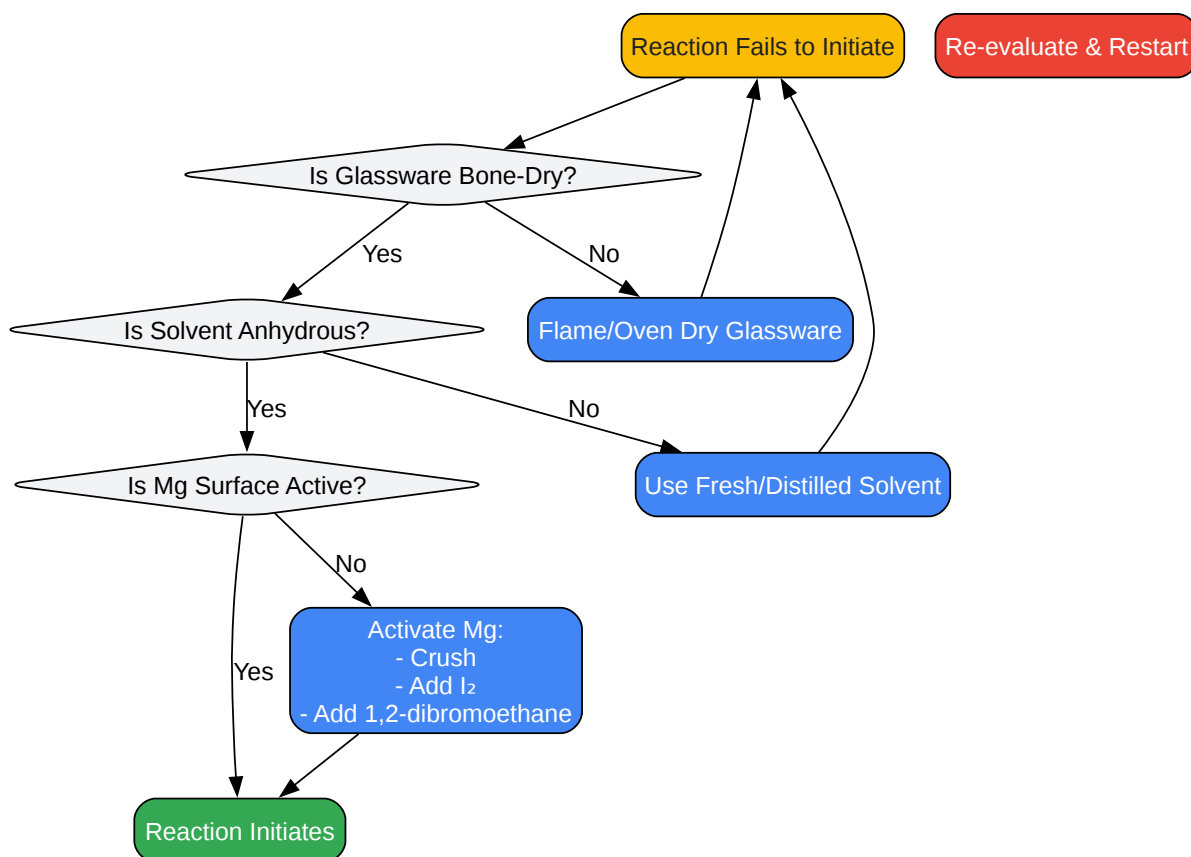 Reaction Fails to Initiate
Re-evaluate & Restart
Is Glassware Bone-Dry?
Yes
No
Is Solvent Anhydrous?
Flame/Oven Dry Glassware
Yes
No
Is Mg Surface Active?
Use Fresh/Distilled Solvent
No
Yes
Activate Mg:
- Crush
- Add I₂
- Add 1,2-dibromoethane
Reaction Initiates